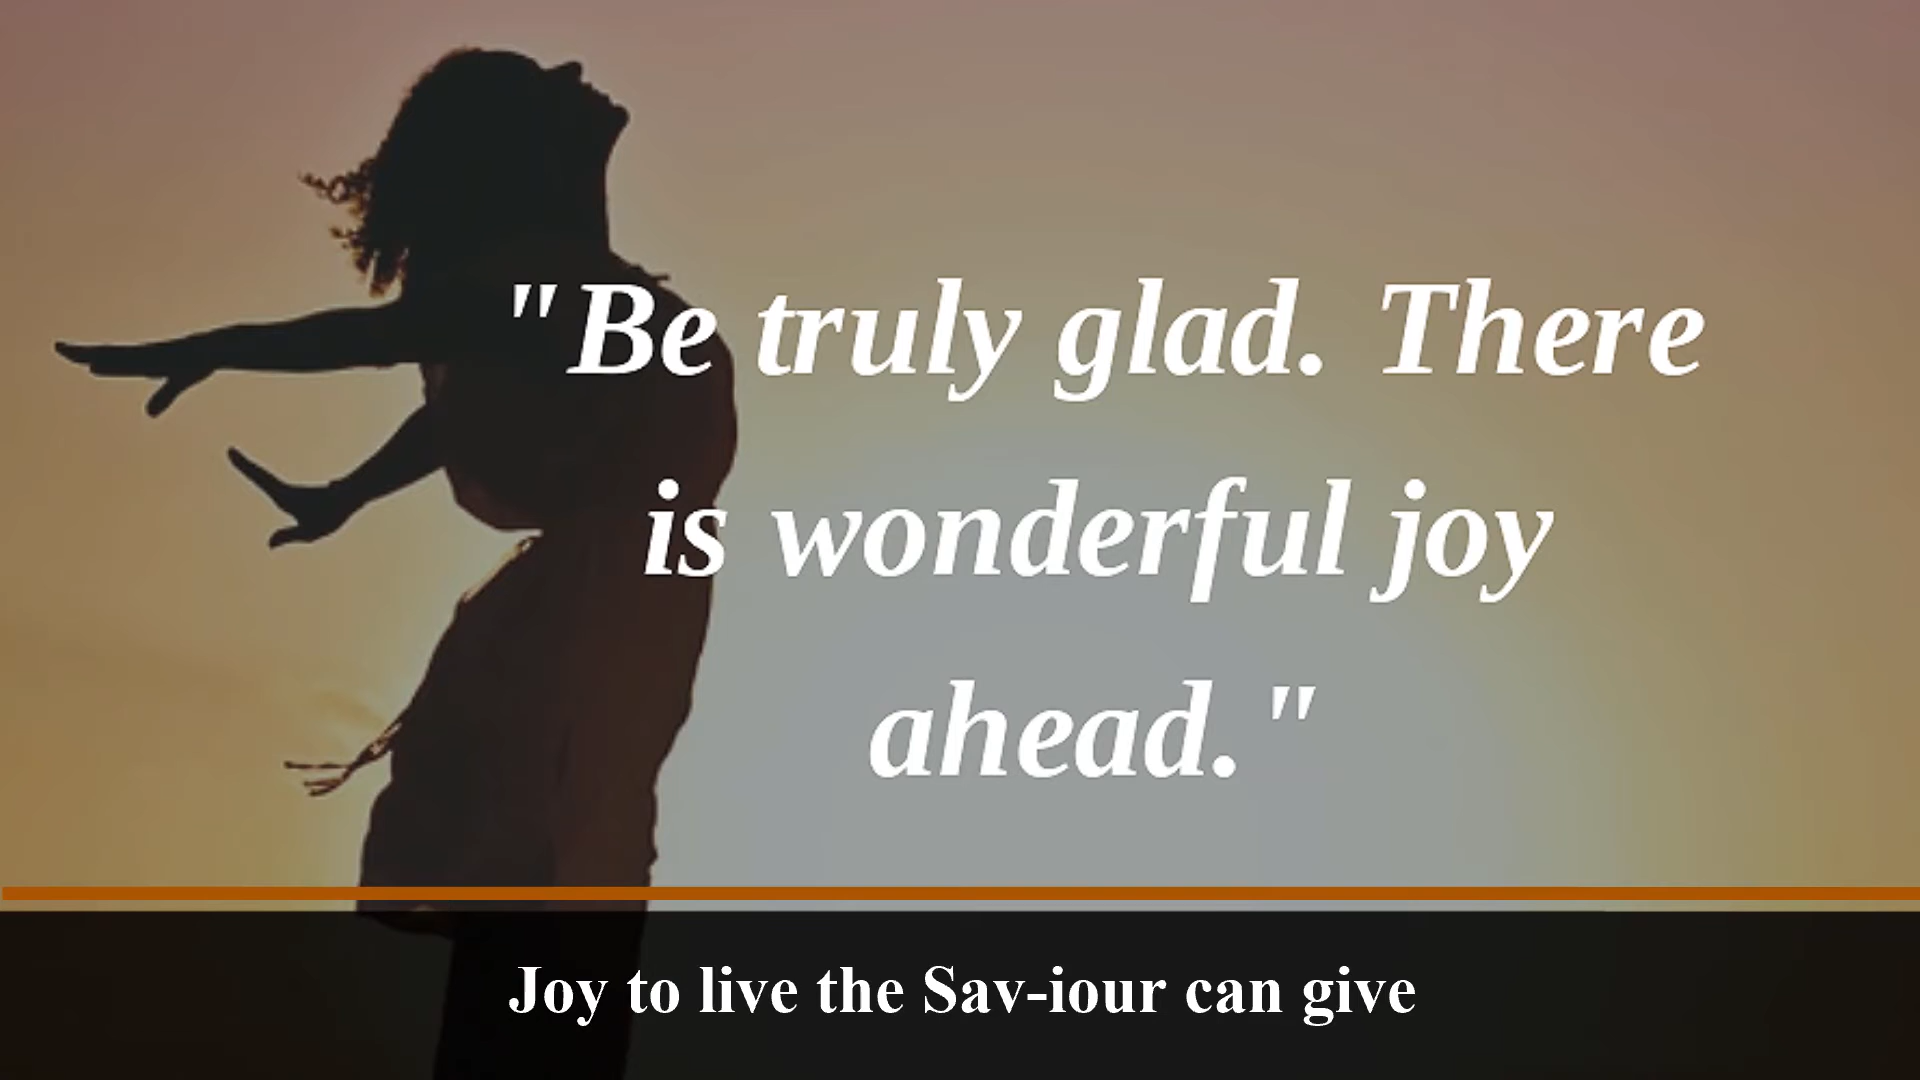 "Be truly glad. There
is wonderful joy
ahead."
Joy to live the Sav-iour can give